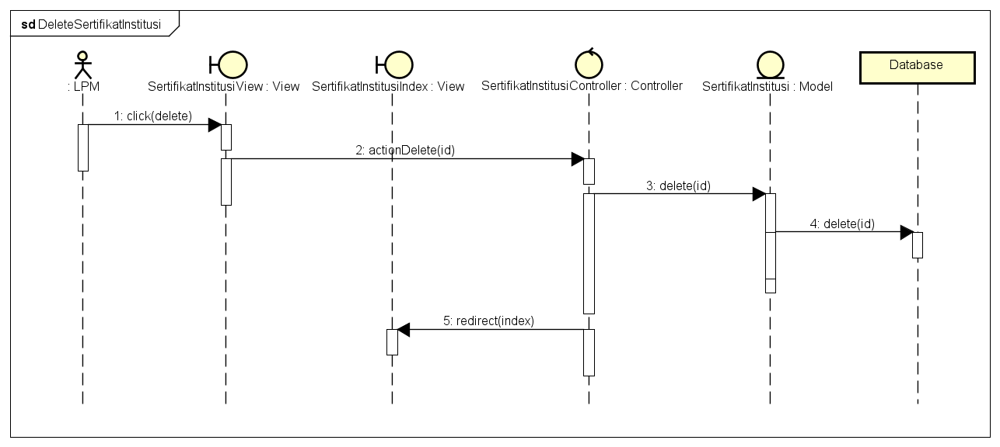 sd DeleteSertifikatInstitusi
: LPM
SertifikatInstitusiView : View
SertifikatInstitusiIndex : View
SertifikatInstitusiController : Controller
SertifikatInstitusi : Model
Database
1: click(delete)
2: actionDelete(id)
3: delete(id)
4: delete(id)
5: redirect(index)